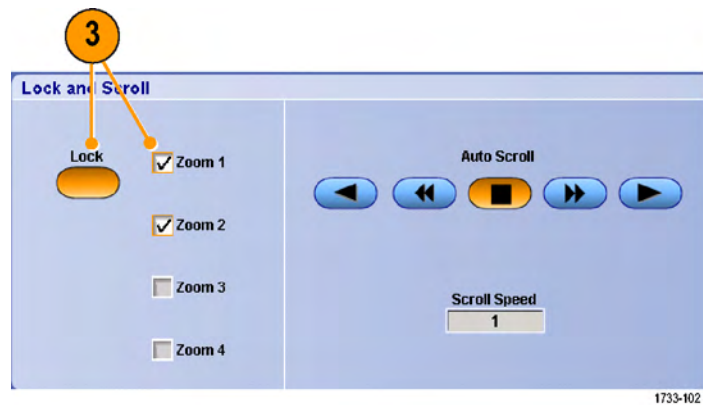 3
Lock and Scroll
Lock
Zoom 1
Zoom 2
Zoom 3
Zoom 4
Auto Scroll
Scroll Speed
1
1733-102